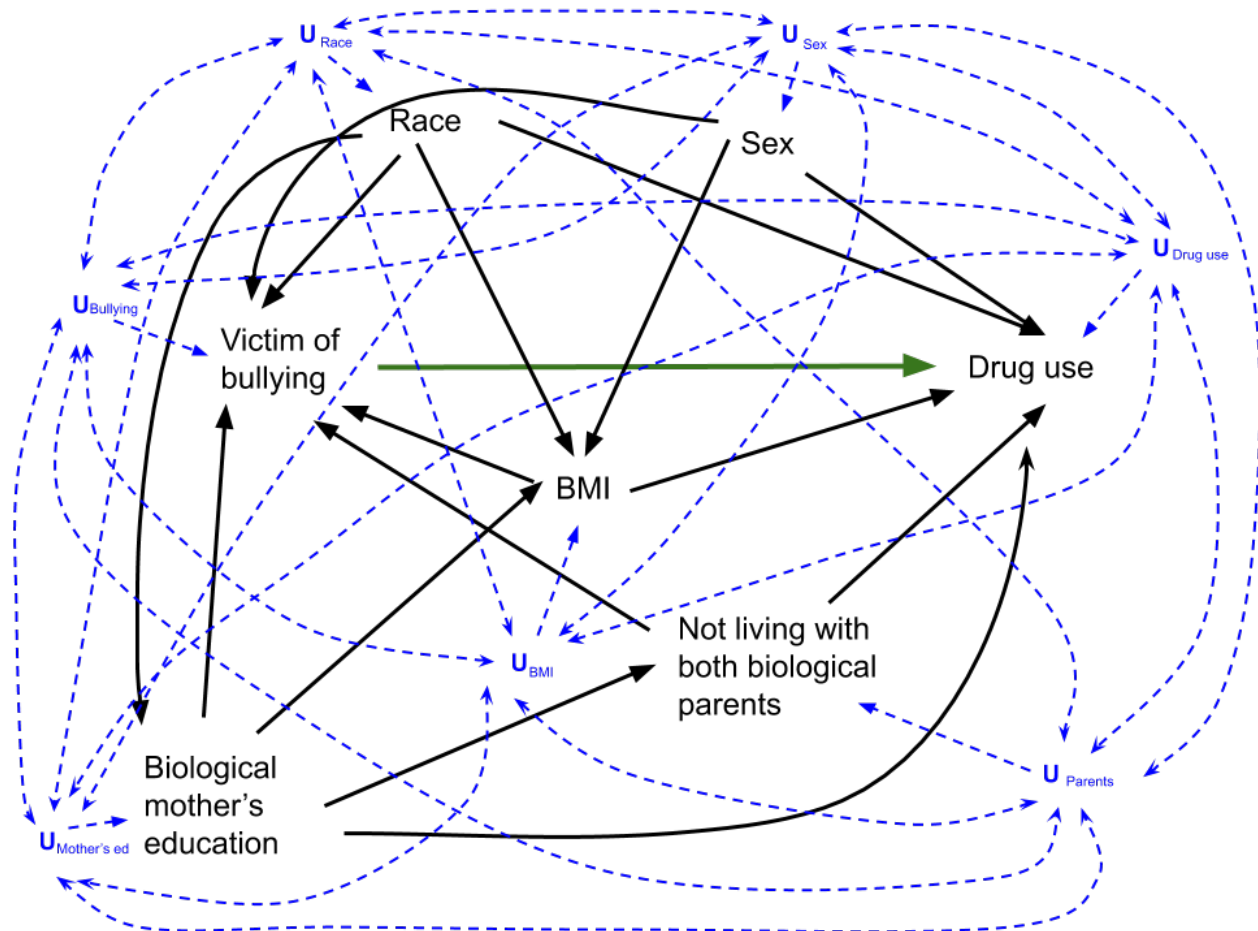 U Race
U Sex
Race
Sex
U Drug use
U Bullying
Victim of
bullying
Drug use
BMI
Not living with
both biological
parents
U BMI
Biological
mother's
education
U Parents
U Mother's ed